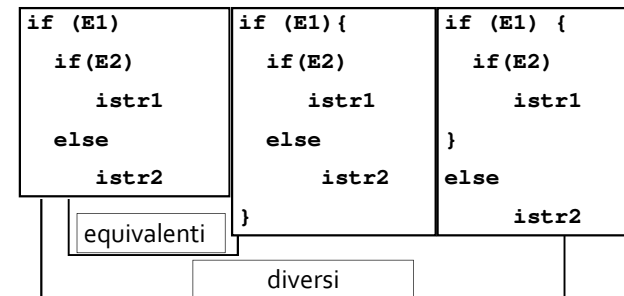 if (E1)
  if(E2)
     istr1
  else
     istr2
if (E1){
  if(E2)
     istr1
  else
      istr2
}
if (E1) {
  if(E2)
     istr1
}
else
     istr2
equivalenti
diversi